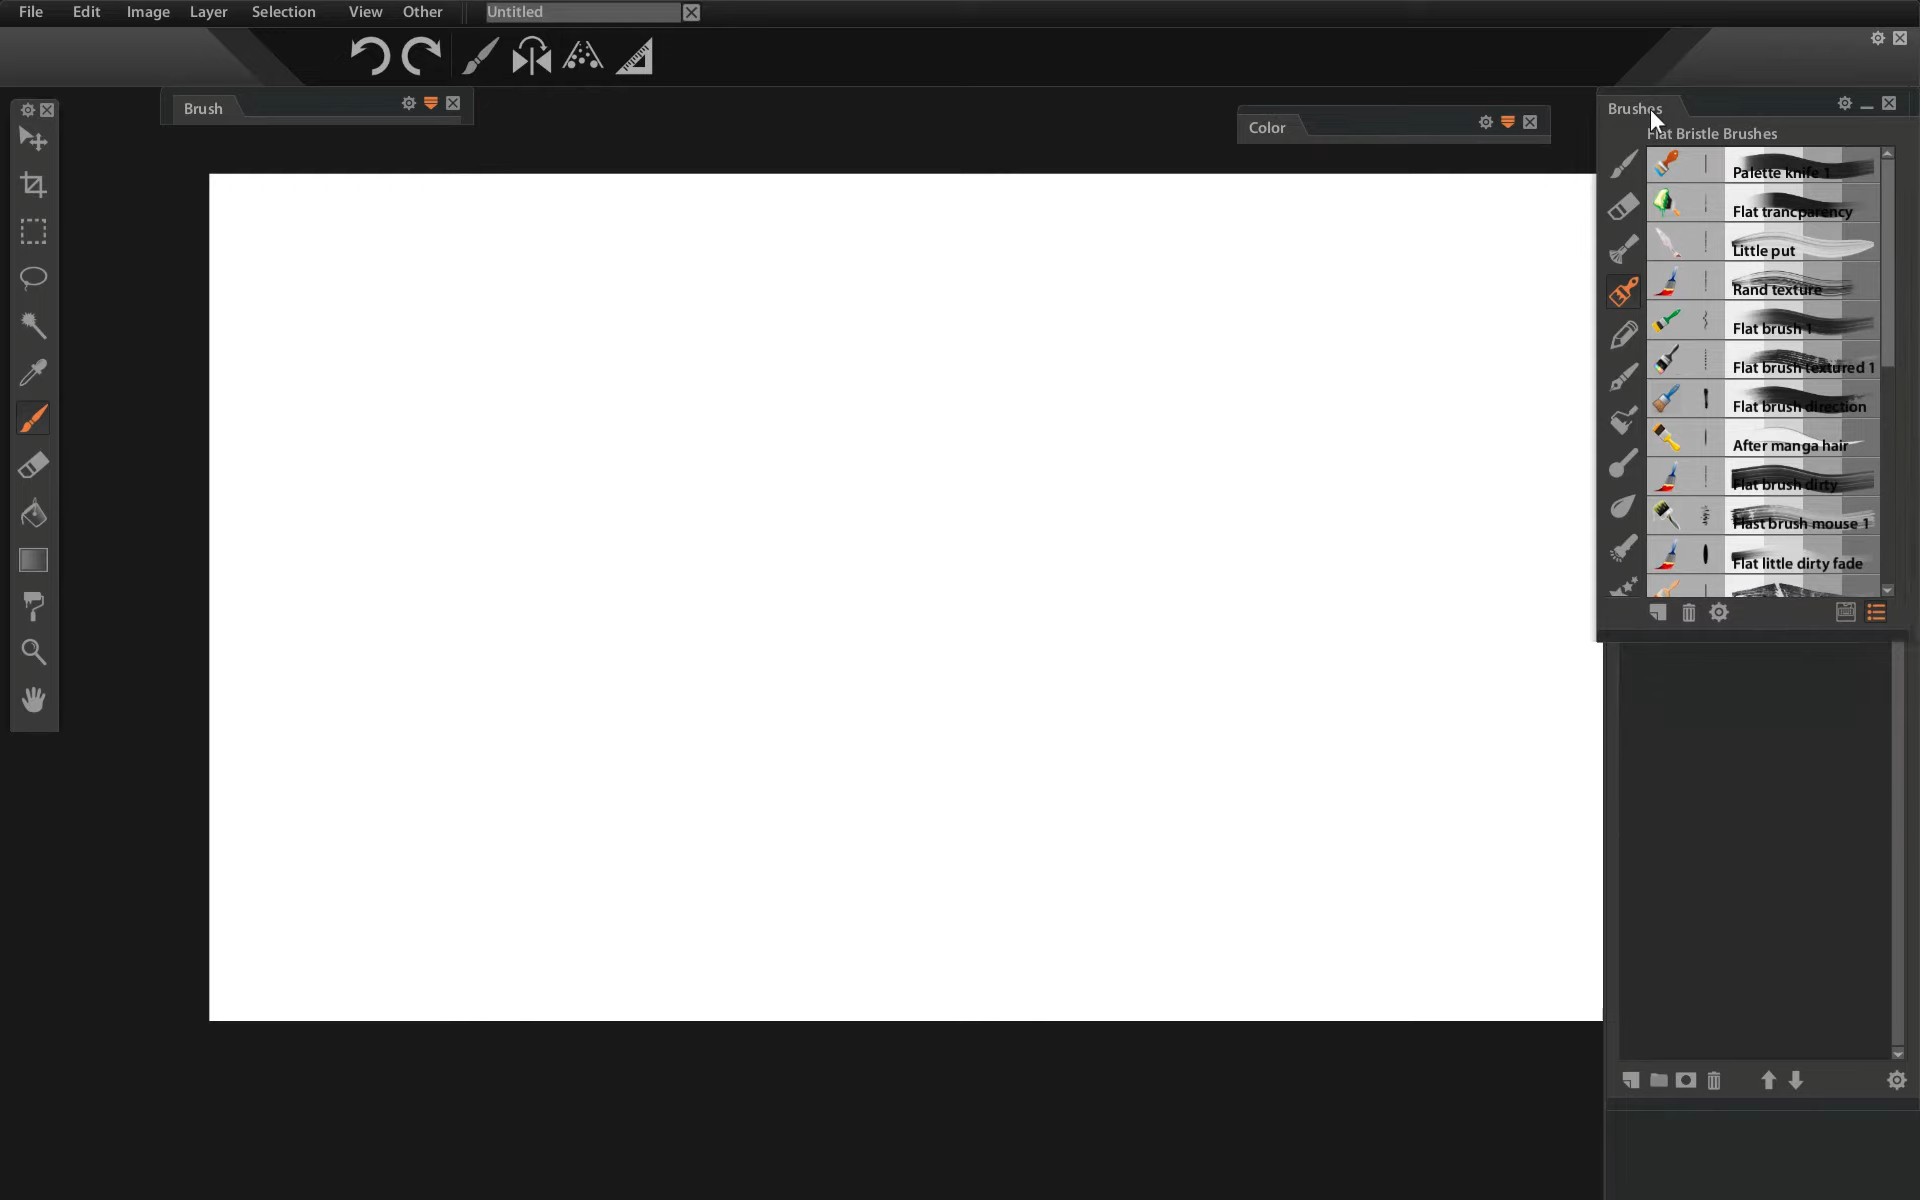 File Edit Image Layer Selection View Other Untitled
Brush
Color
Brushes
Flat Bristle Brushes
Palette knife 1
Flat trancparency
Little put
Rand texture
Flat brush 1
Flat brush textured 1
Flat brush direction
After manga hair
Flat brush dirty
Flast brush mouse 1
Flat little dirty fade